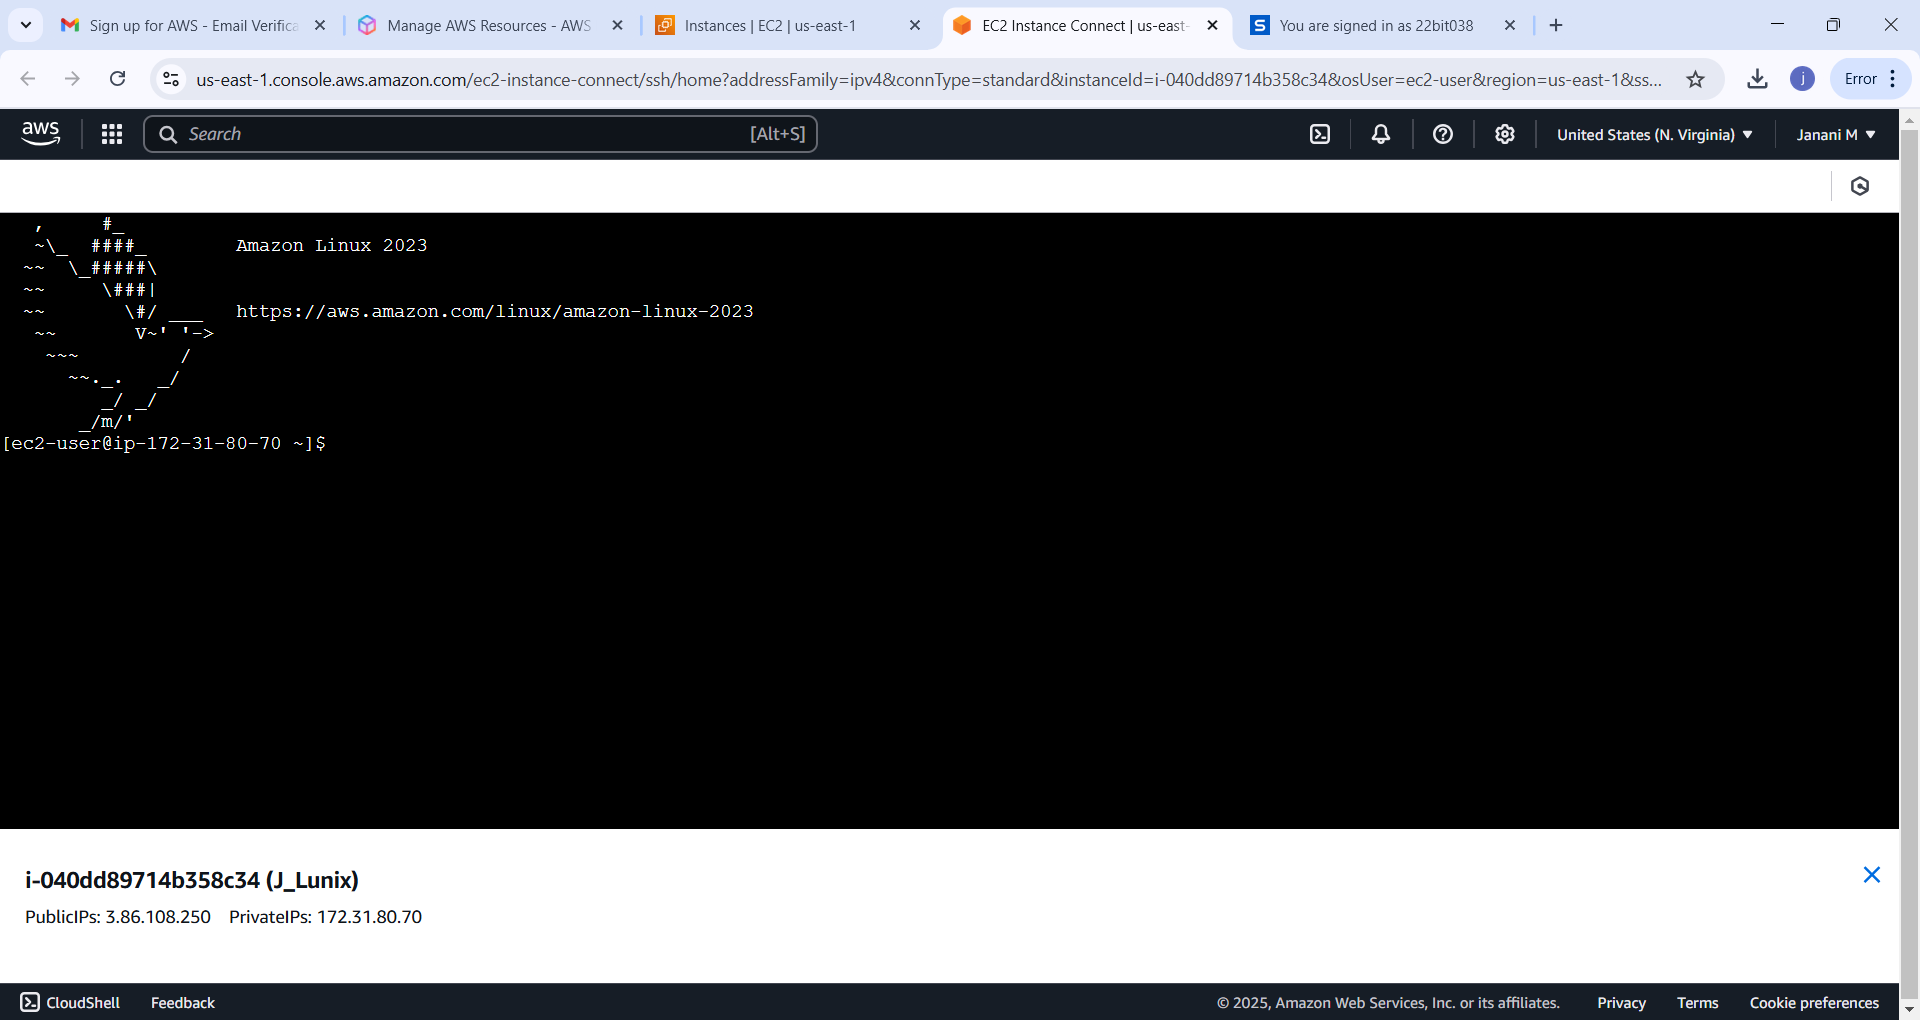 Sign up for AWS - Email Verifica
Manage AWS Resources - AWS
Instances | EC2 | us-east-1
EC2 Instance Connect | us-east-
S You are signed in as 22bit038
us-east-1.console.aws.amazon.com/ec2-instance-connect/ssh/home?addressFamily=ipv4&connType=standard&instanceId=i-040dd89714b358c34&osUser=ec2-user&region=us-east-1&ss...
j
Error
aws
Search
[Alt+S]
United States (N. Virginia)
Janani M
   ,     #_
   ~\_  ####_        Amazon Linux 2023
  ~~  \_#####\
  ~~     \###|
  ~~       \#/ ___   https://aws.amazon.com/linux/amazon-linux-2023
   ~~       V~' '->
    ~~~         /
      ~~._.   _/
         _/ _/
       _/m/'
[ec2-user@ip-172-31-80-70 ~]$
i-040dd89714b358c34 (J_Lunix)
PublicIPs: 3.86.108.250 PrivateIPs: 172.31.80.70
CloudShell
Feedback
© 2025, Amazon Web Services, Inc. or its affiliates.
Privacy
Terms
Cookie preferences